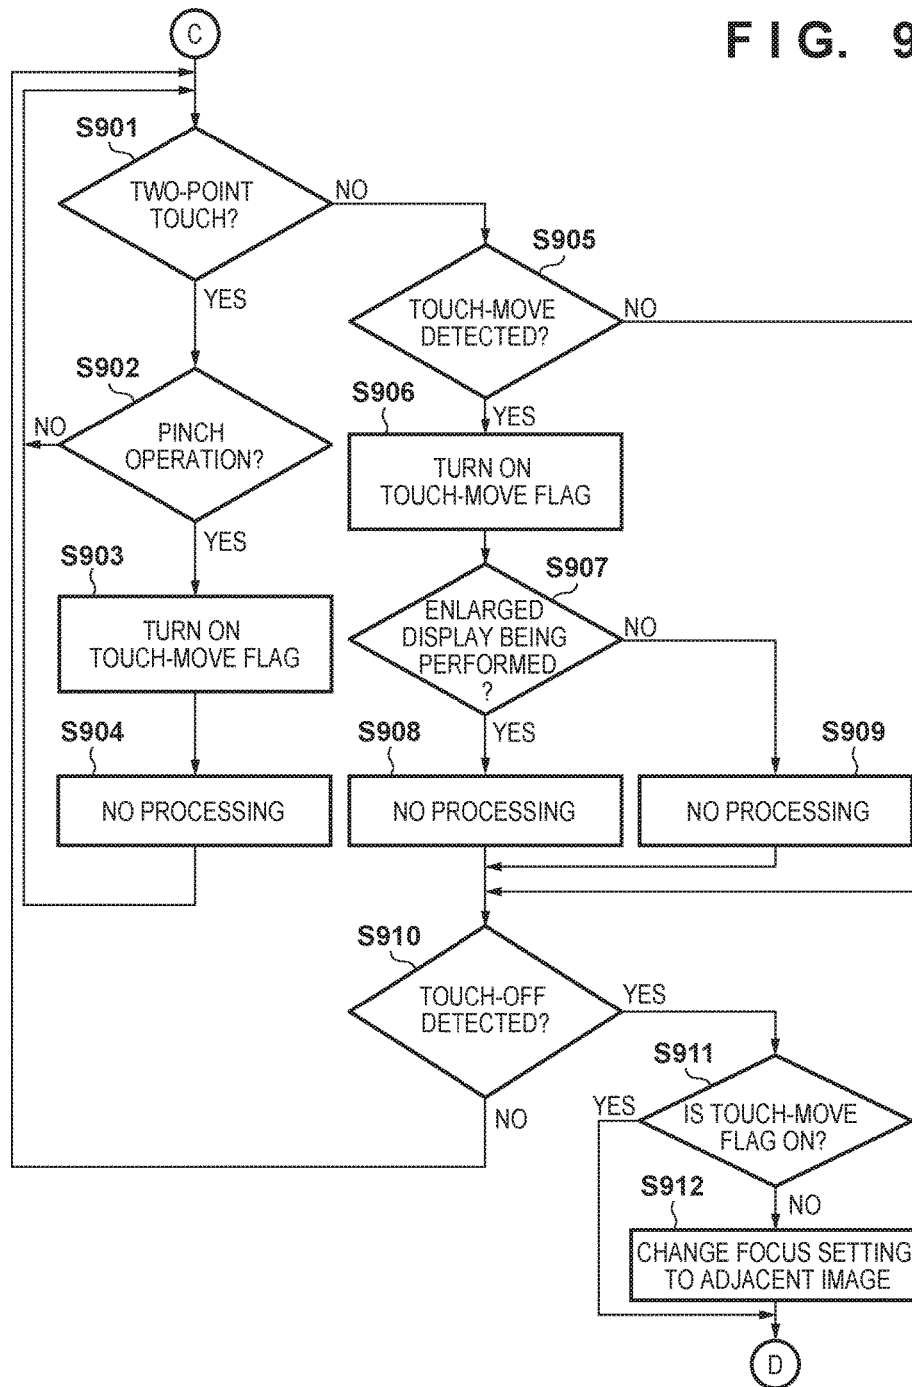 C
FIG. 9
S901
TWO-POINT
TOUCH?
NO
YES
S905
TOUCH-MOVE
DETECTED?
NO
YES
S902
PINCH
OPERATION?
NO
YES
S906
TURN ON
TOUCH-MOVE FLAG
S903
TURN ON
TOUCH-MOVE FLAG
S907
ENLARGED
DISPLAY BEING
PERFORMED
?
NO
YES
S904
NO PROCESSING
S908
NO PROCESSING
S909
NO PROCESSING
S910
TOUCH-OFF
DETECTED?
YES
NO
S911
IS TOUCH-MOVE
FLAG ON?
YES
NO
S912
CHANGE FOCUS SETTING
TO ADJACENT IMAGE
D